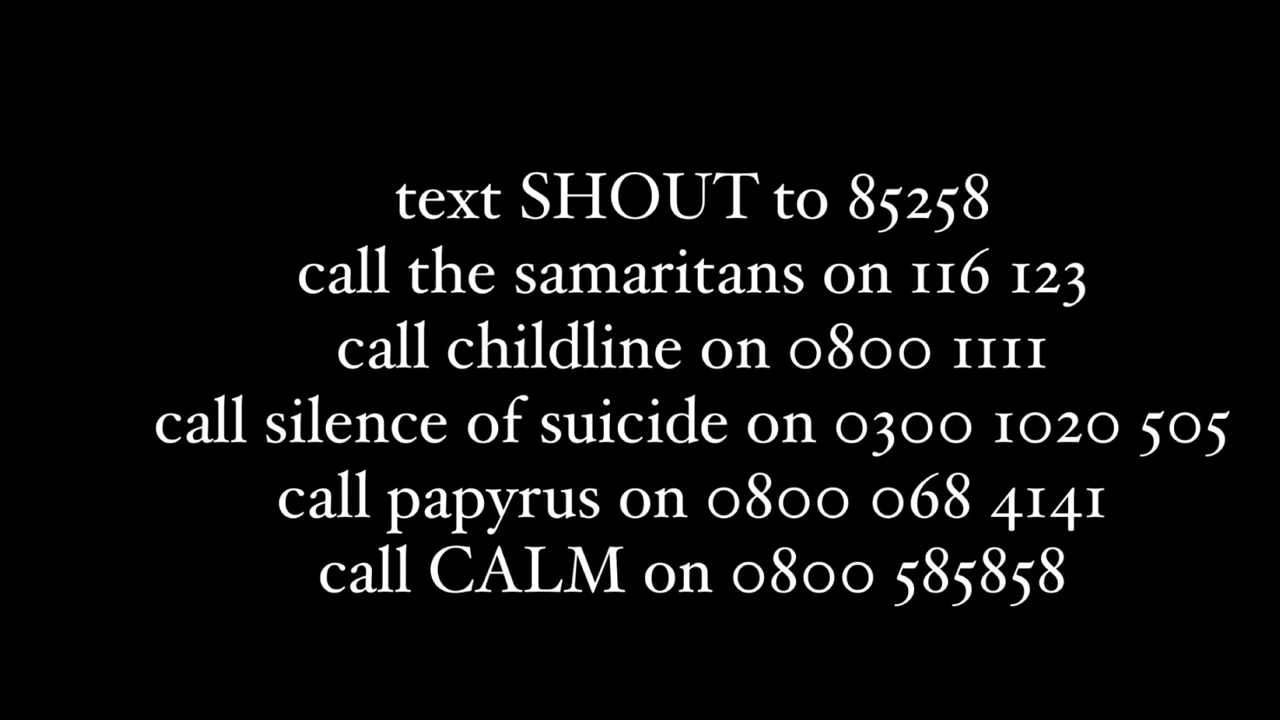 text SHOUT to 85258
call the samaritans on 116 123
call childline on 0800 1111
call silence of suicide on 0300 1020 505
call papyrus on 0800 068 4141
call CALM on 0800 585858